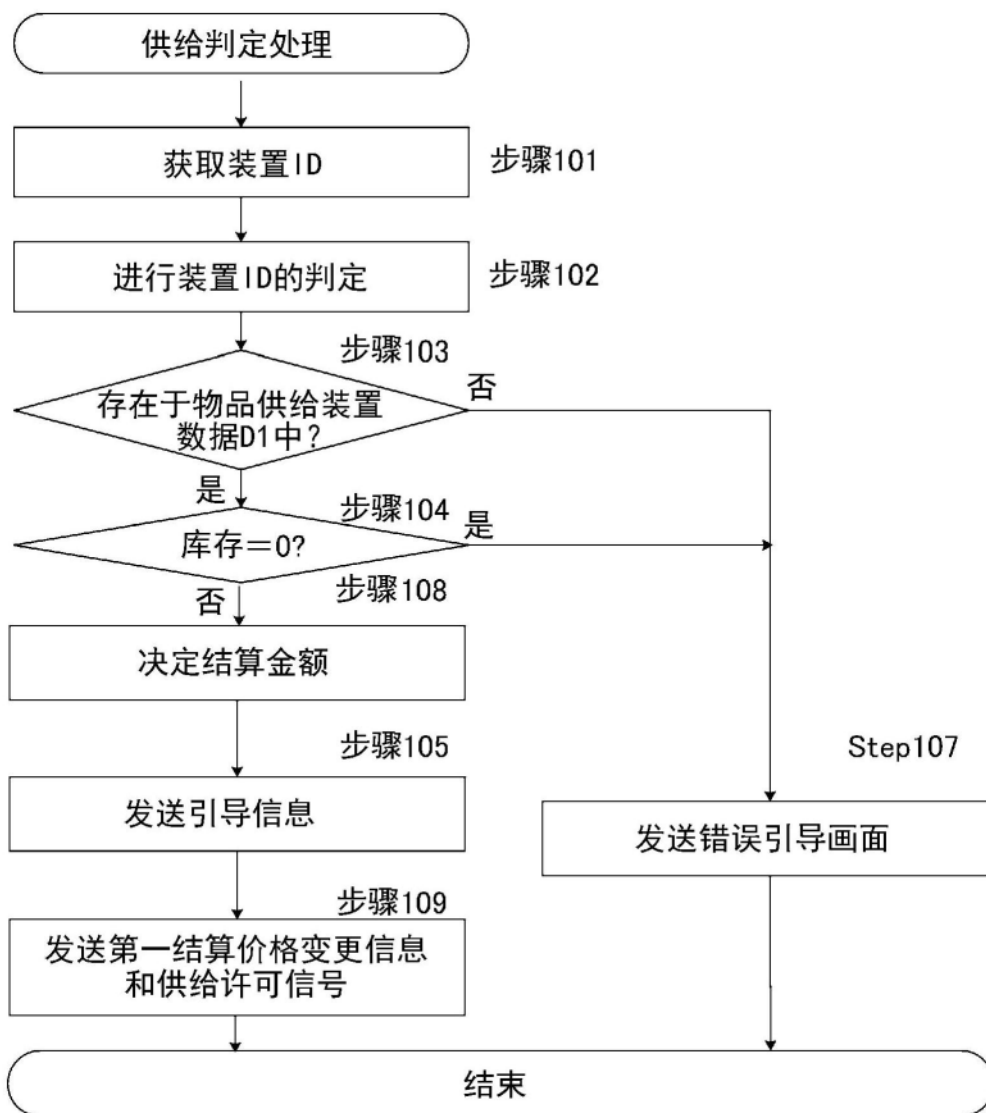 供给判定处理
获取装置ID
步骤101
进行装置ID的判定
步骤102
步骤103
存在于物品供给装置
数据D1中?
否
是
步骤104
库存=0?
是
步骤108
否
决定结算金额
步骤105
发送引导信息
Step107
发送错误引导画面
步骤109
发送第一结算价格变更信息
和供给许可信号
结束